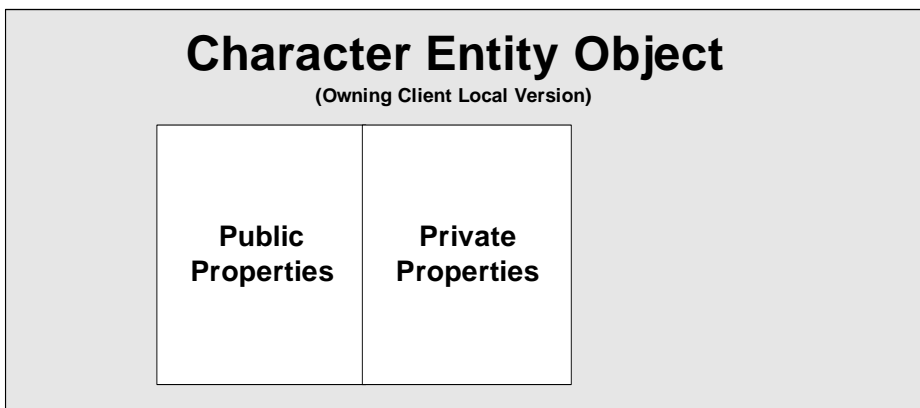 Character Entity Object
(Owning Client Local Version)
Public
Properties
Private
Properties